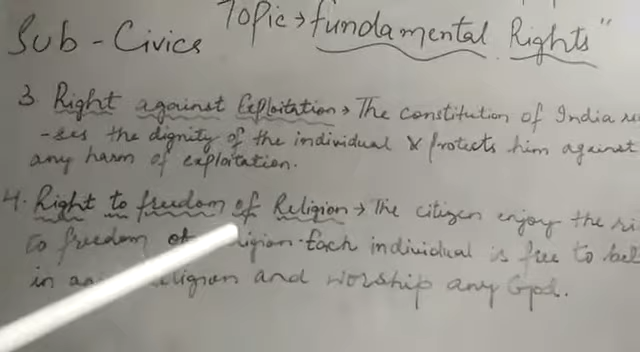 Sub - Civics Topic → fundamental Rights"
3. Right against Exploitation → The constitution of India
-ses the dignity of the individual & protects him against
any harm of exploitation.
4. Right to freedom of Religion → The citizen enjoy the
to freedom of Each individual is free to
in and worship any God.